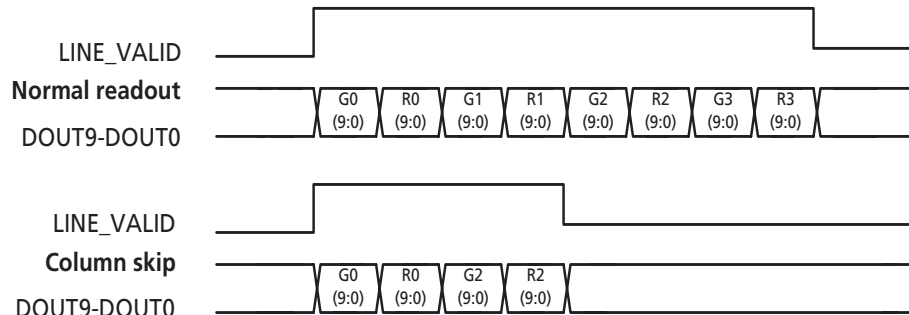 LINE_VALID
Normal readout
G0 R0 G1 R1 G2 R2 G3 R3
(9:0) (9:0) (9:0) (9:0) (9:0) (9:0) (9:0) (9:0)
DOUT9-DOUT0
LINE_VALID
Column skip
G0 R0 G2 R2
(9:0) (9:0) (9:0) (9:0)
DOUT9-DOUT0